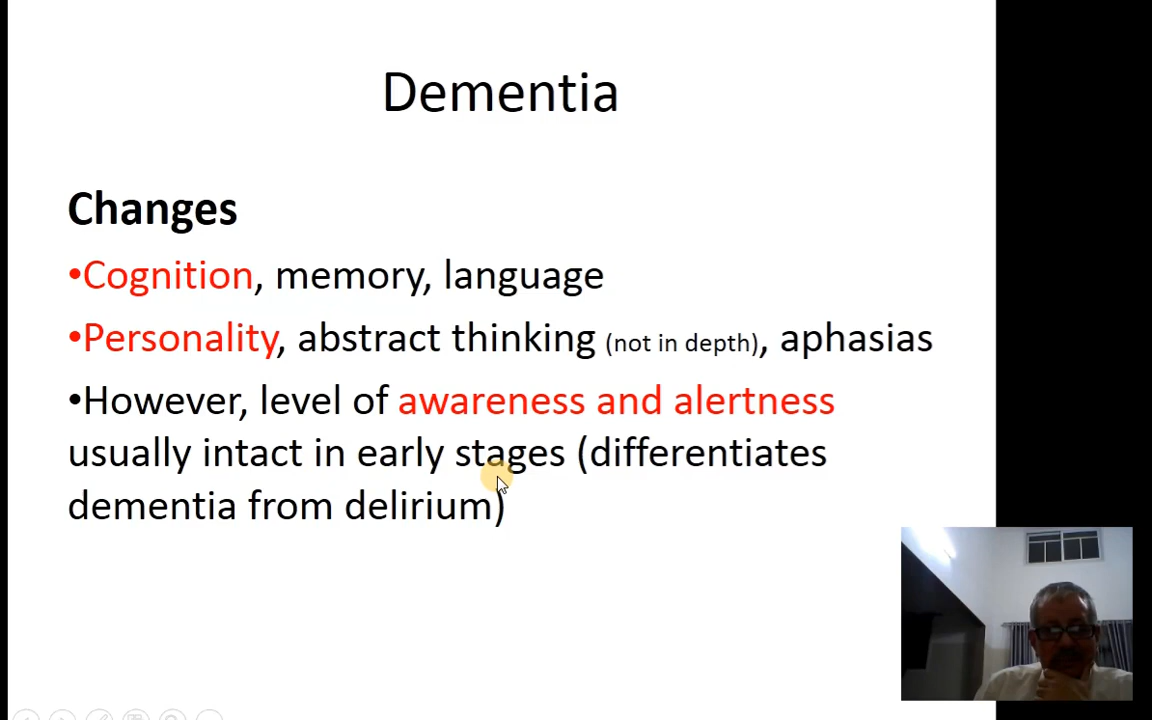 Dementia
Changes
•Cognition, memory, language
•Personality, abstract thinking (not in depth), aphasias
•However, level of awareness and alertness
usually intact in early stages (differentiates
dementia from delirium)